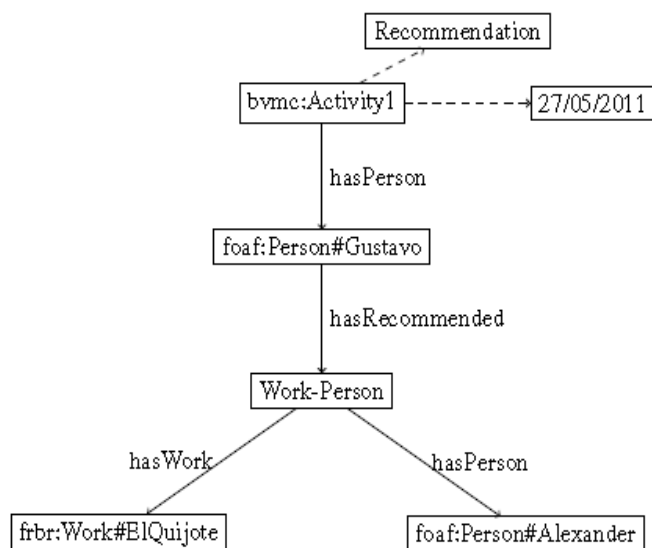 Recommendation
bvmc:Activity1
27/05/2011
hasPerson
foaf:Person#Gustavo
hasRecommended
Work-Person
hasWork
hasPerson
frbr:Work#ElQuijote
foaf:Person#Alexander